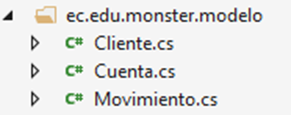 ec.edu.monster.modelo
C# Cliente.cs
C# Cuenta.cs
C# Movimiento.cs